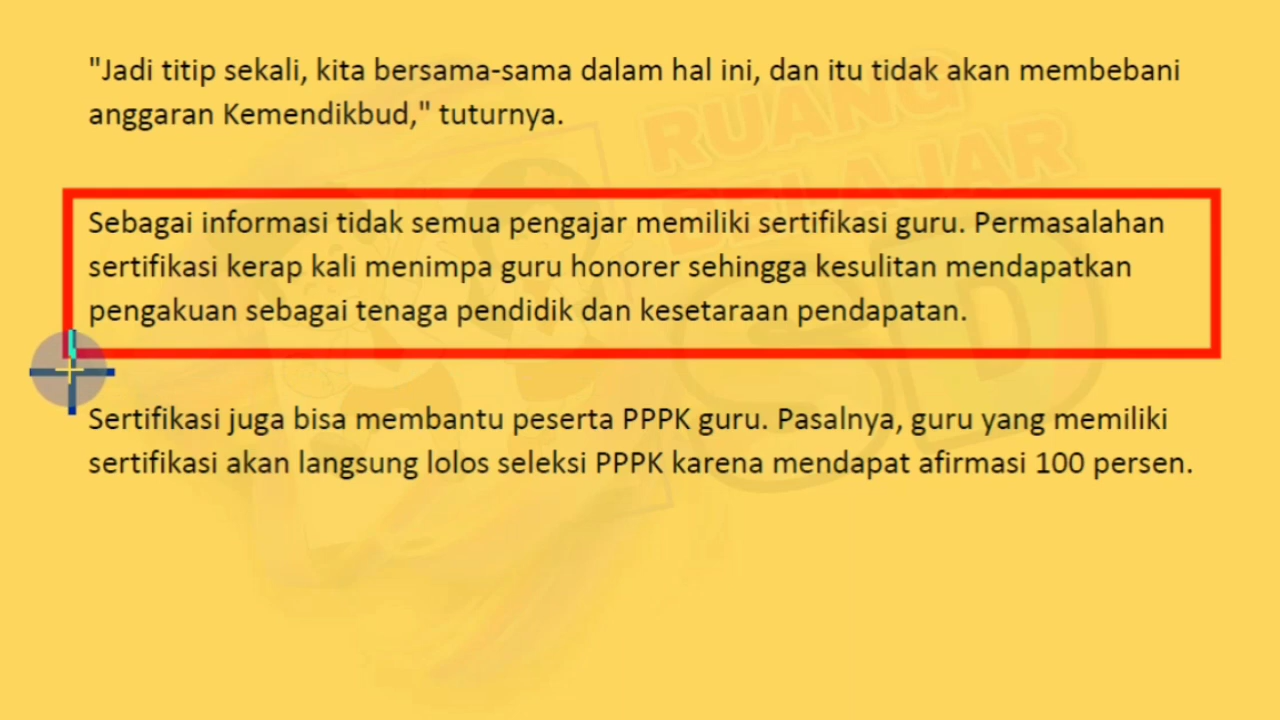 "Jadi titip sekali, kita bersama-sama dalam hal ini, dan itu tidak akan membebani
anggaran Kemendikbud," tuturnya.
Sebagai informasi tidak semua pengajar memiliki sertifikasi guru. Permasalahan
sertifikasi kerap kali menimpa guru honorer sehingga kesulitan mendapatkan
pengakuan sebagai tenaga pendidik dan kesetaraan pendapatan.
Sertifikasi juga bisa membantu peserta PPPK guru. Pasalnya, guru yang memiliki
sertifikasi akan langsung lolos seleksi PPPK karena mendapat afirmasi 100 persen.
RUANG
BELAJAR
SD